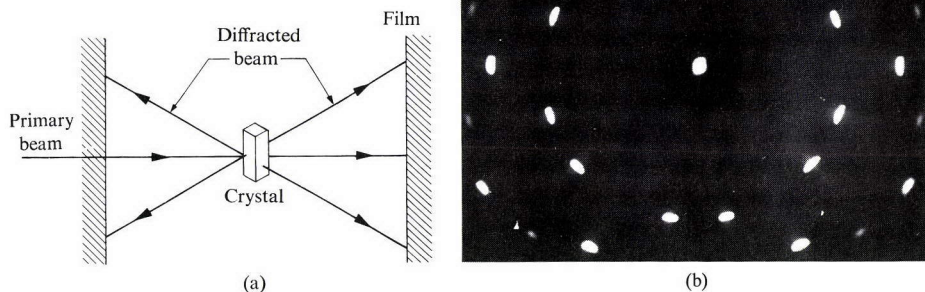 Film
Diffracted
beam
Primary
beam
Crystal
(a)
(b)